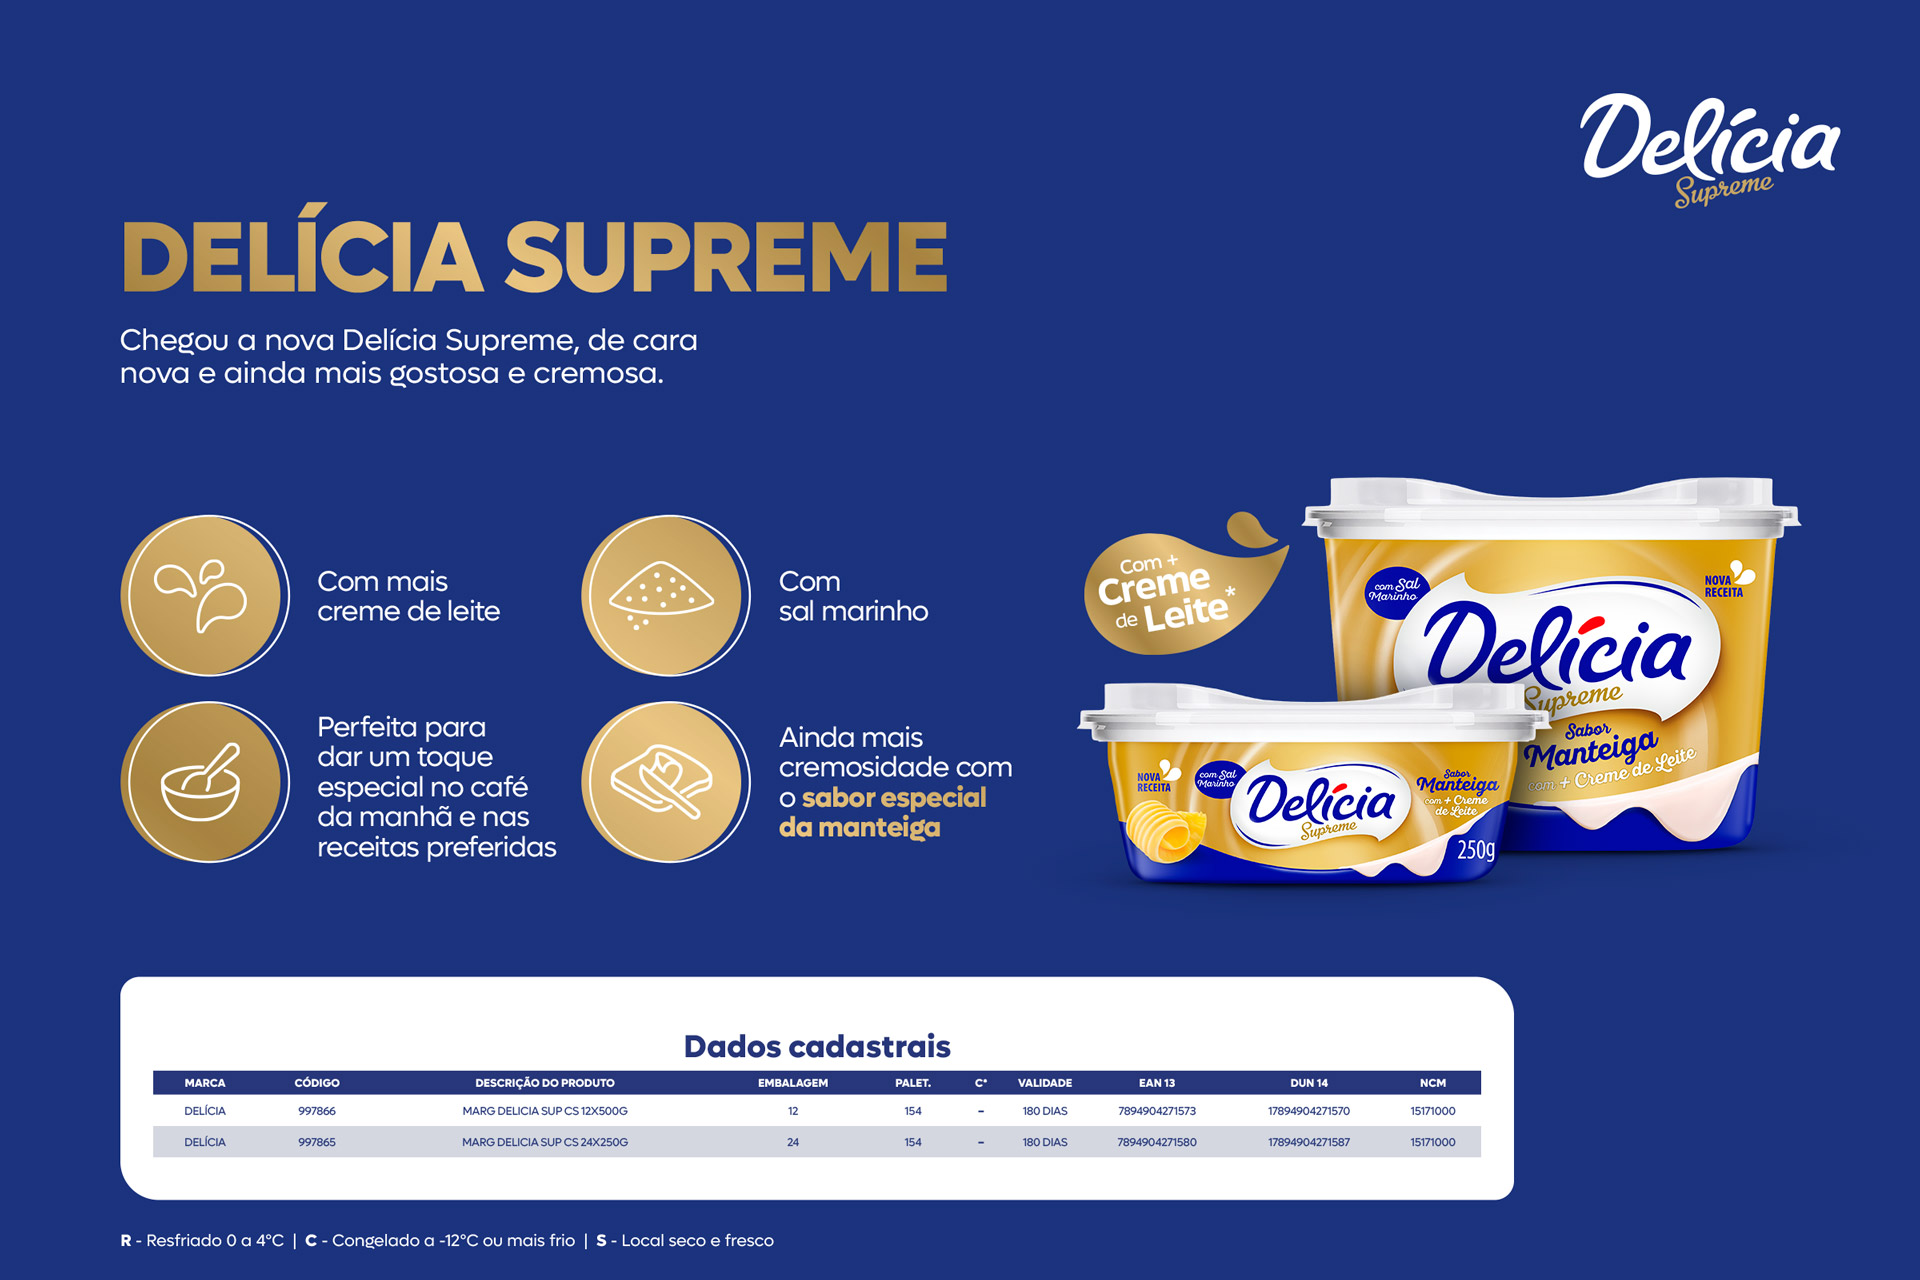 Delícia
Supreme
DELÍCIA SUPREME
Chegou a nova Delícia Supreme, de cara
nova e ainda mais gostosa e cremosa.
Com mais
creme de leite
Com
sal marinho
Perfeita para
dar um toque
especial no café
da manhã e nas
receitas preferidas
Ainda mais
cremosidade com
o sabor especial
da manteiga
Com +
Creme
de Leite*
com Sal
Marinho
NOVA
RECEITA
Delícia
Supreme
Sabor
Manteiga
com + Creme de Leite
NOVA
RECEITA
com Sal
Marinho
Delícia
Supreme
Sabor
Manteiga
com + Creme
de Leite
250g
Dados cadastrais
MARCA CÓDIGO DESCRIÇÃO DO PRODUTO EMBALAGEM PALET. C* VALIDADE EAN 13 DUN 14 NCM
DELÍCIA 997866 MARG DELICIA SUP CS 12X500G 12 154 – 180 DIAS 7894904271573 17894904271570 15171000
DELÍCIA 997865 MARG DELICIA SUP CS 24X250G 24 154 – 180 DIAS 7894904271580 17894904271587 15171000
R - Resfriado 0 a 4°C | C - Congelado a -12°C ou mais frio | S - Local seco e fresco